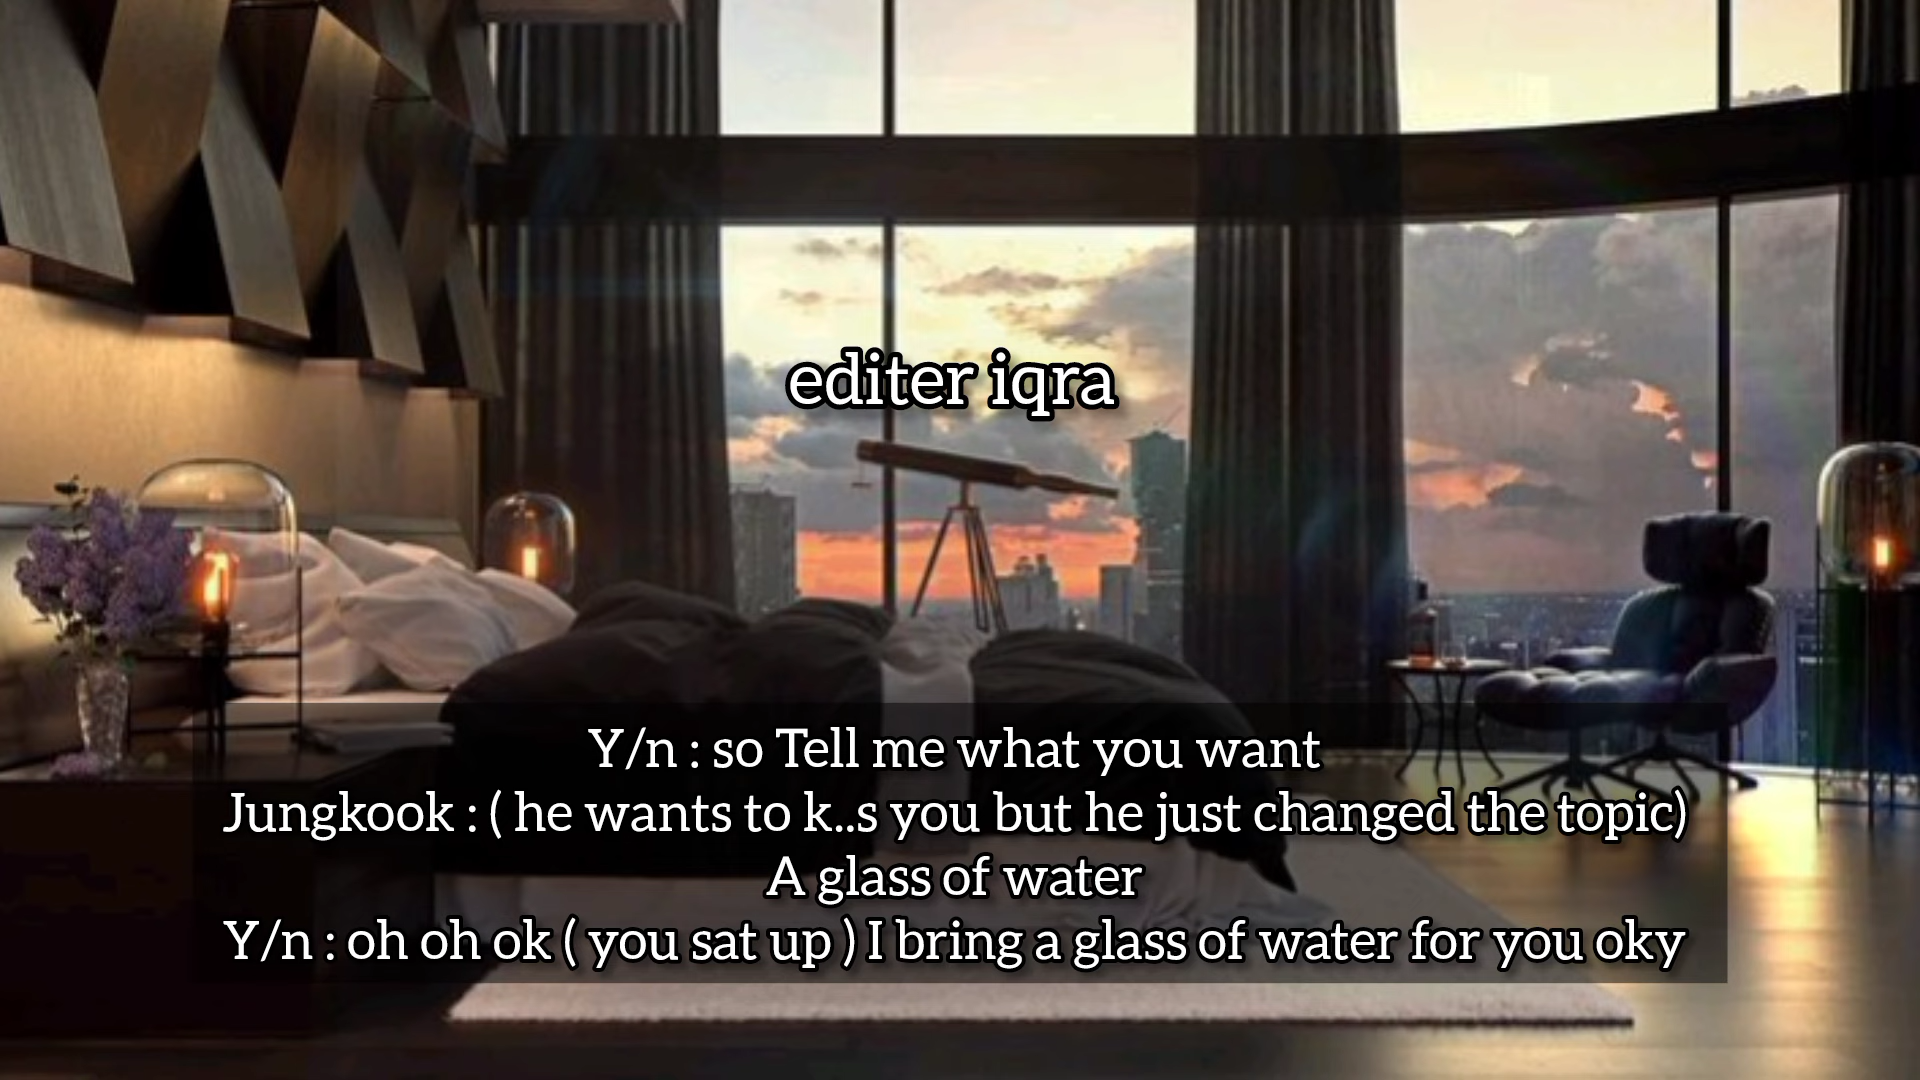 editer iqra
Y/n : so Tell me what you want
Jungkook : ( he wants to k..s you but he just changed the topic)
A glass of water
Y/n : oh oh ok ( you sat up ) I bring a glass of water for you oky